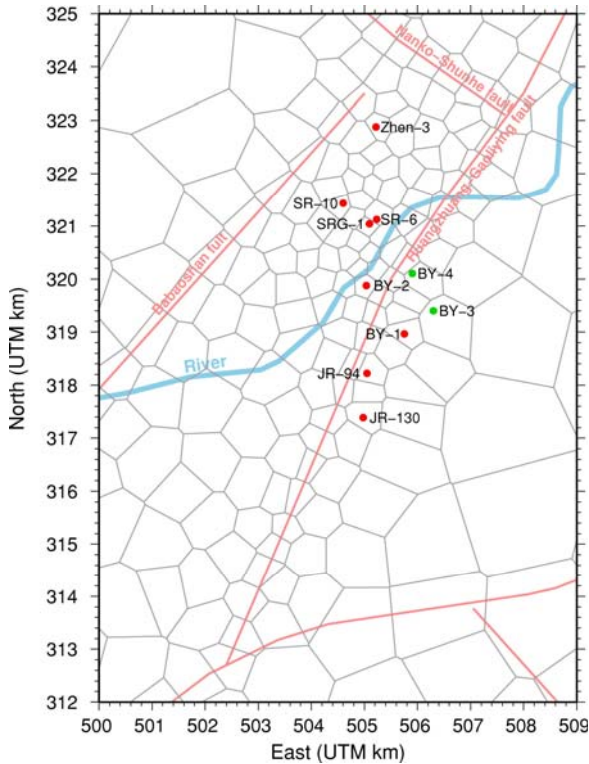 325
324
323
322
321
320
319
318
317
316
315
314
313
312
North (UTM km)
Nanko-Shunhe fault
Huangzhuang-Gaoliying fault
Babaoshan fult
River
Zhen-3
SR-10
SRG-1
SR-6
BY-4
BY-2
BY-3
BY-1
JR-94
JR-130
500 501 502 503 504 505 506 507 508 509
East (UTM km)